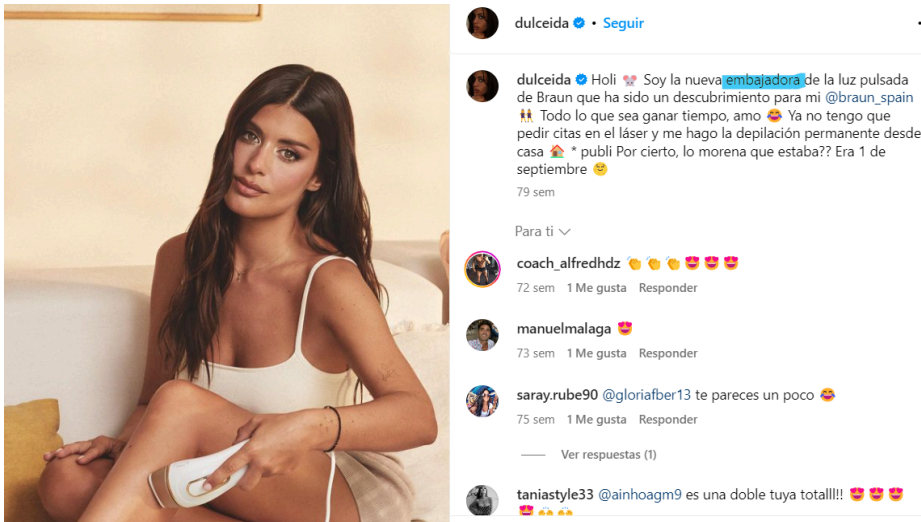 dulceida • Seguir
dulceida Holi 🐭 Soy la nueva embajadora de la luz pulsada
de Braun que ha sido un descubrimiento para mi @braun_spain
👯 Todo lo que sea ganar tiempo, amo 😂 Ya no tengo que
pedir citas en el láser y me hago la depilación permanente desde
casa 🏠 * publi Por cierto, lo morena que estaba?? Era 1 de
septiembre 😏
79 sem
Para ti
coach_alfredhdz 👏👏👏😍😍😍
72 sem 1 Me gusta Responder
manuelmalaga 😍
73 sem 1 Me gusta Responder
saray.rube90 @gloriafber13 te pareces un poco 😂
75 sem 1 Me gusta Responder
Ver respuestas (1)
taniastyle33 @ainhoagm9 es una doble tuya totalll!! 😍😍😍
😍🙌🙌